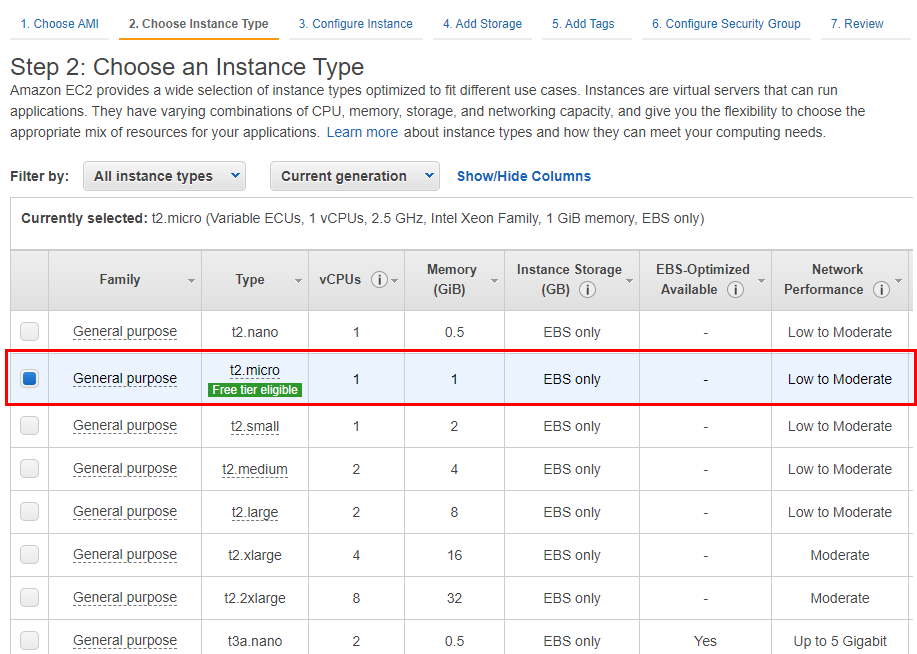 1. Choose AMI 2. Choose Instance Type 3. Configure Instance 4. Add Storage 5. Add Tags 6. Configure Security Group 7. Review
Step 2: Choose an Instance Type
Amazon EC2 provides a wide selection of instance types optimized to fit different use cases. Instances are virtual servers that can run
applications. They have varying combinations of CPU, memory, storage, and networking capacity, and give you the flexibility to choose the
appropriate mix of resources for your applications. Learn more about instance types and how they can meet your computing needs.
Filter by: All instance types Current generation Show/Hide Columns
Currently selected: t2.micro (Variable ECUs, 1 vCPUs, 2.5 GHz, Intel Xeon Family, 1 GiB memory, EBS only)
Family Type vCPUs i Memory (GiB) Instance Storage (GB) i EBS-Optimized Available i Network Performance i
General purpose t2.nano 1 0.5 EBS only - Low to Moderate
General purpose t2.micro Free tier eligible 1 1 EBS only - Low to Moderate
General purpose t2.small 1 2 EBS only - Low to Moderate
General purpose t2.medium 2 4 EBS only - Low to Moderate
General purpose t2.large 2 8 EBS only - Low to Moderate
General purpose t2.xlarge 4 16 EBS only - Moderate
General purpose t2.2xlarge 8 32 EBS only - Moderate
General purpose t3a.nano 2 0.5 EBS only Yes Up to 5 Gigabit